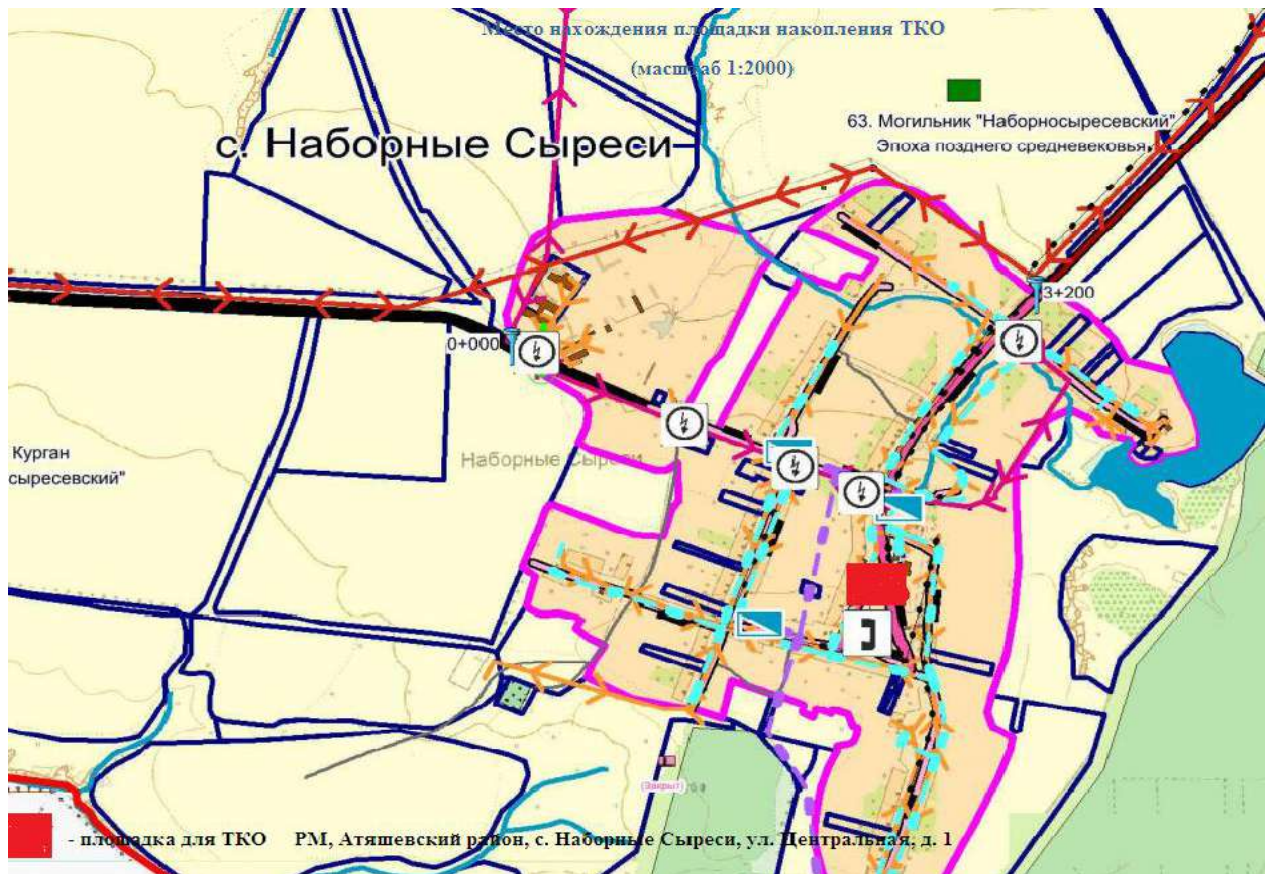 Место нахождения площадки накопления ТКО
(масштаб 1:2000)
с. Наборные Сыреси
63. Могильник "Наборносыресевский"
Эпоха позднего средневековья
3+200
0+000
Курган
сыресевский"
Наборные Сыреси
(Закрыт)
- площадка для ТКО РМ, Атяшевский район, с. Наборные Сыреси, ул. Центральная, д. 1